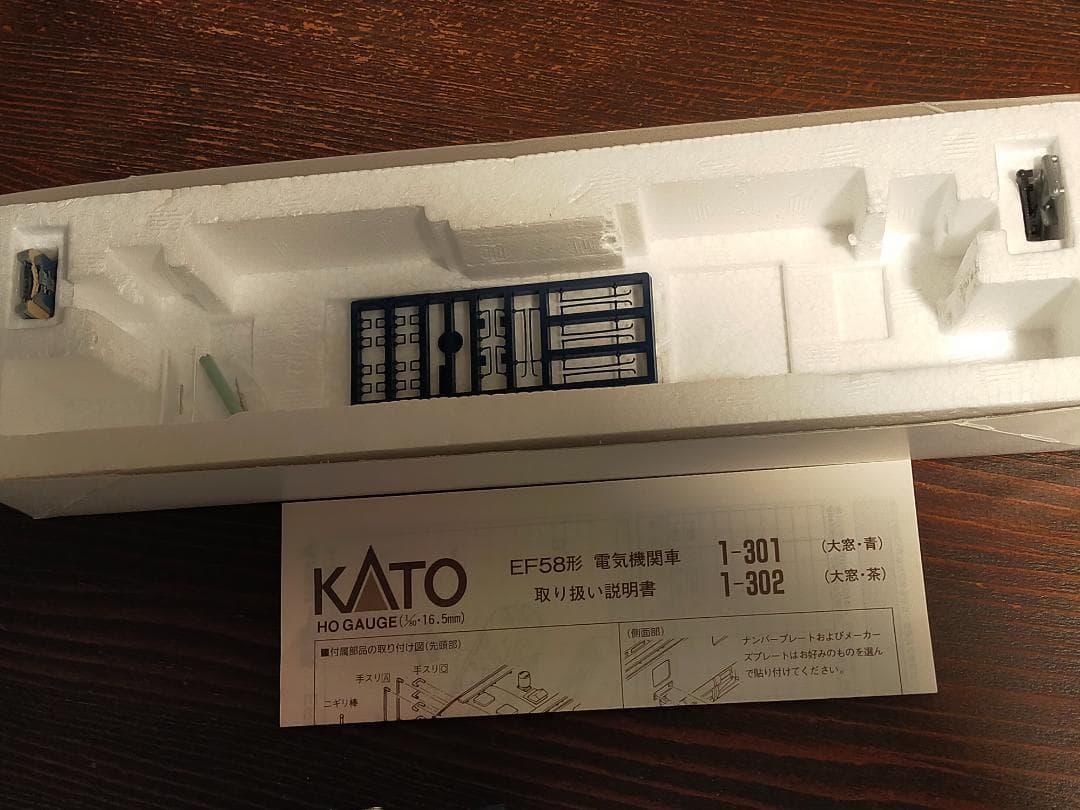 KATO
HO GAUGE(1/80・16.5mm)
EF58形 電気機関車
取り扱い説明書
1-301 (大窓・青)
1-302 (大窓・茶)
■付属部品の取り付け図(先頭部)
手スリA
手スリC
ニギリ棒
(側面部)
ナンバープレートおよびメーカー
ズプレートはお好みのものを選ん
で貼り付けてください。